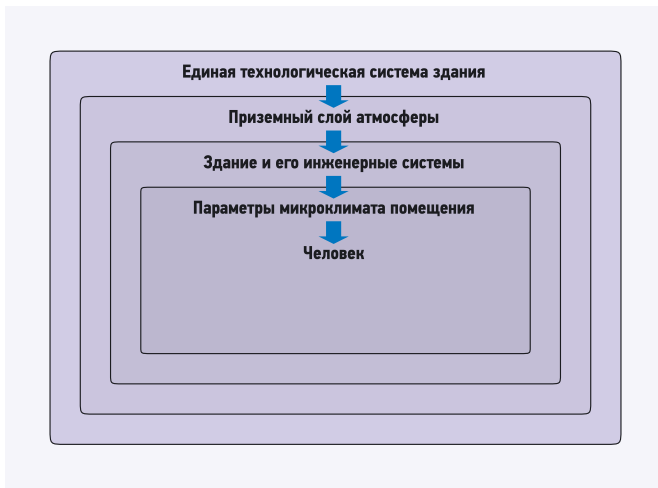 Единая технологическая система здания
Приземный слой атмосферы
Здание и его инженерные системы
Параметры микроклимата помещения
Человек